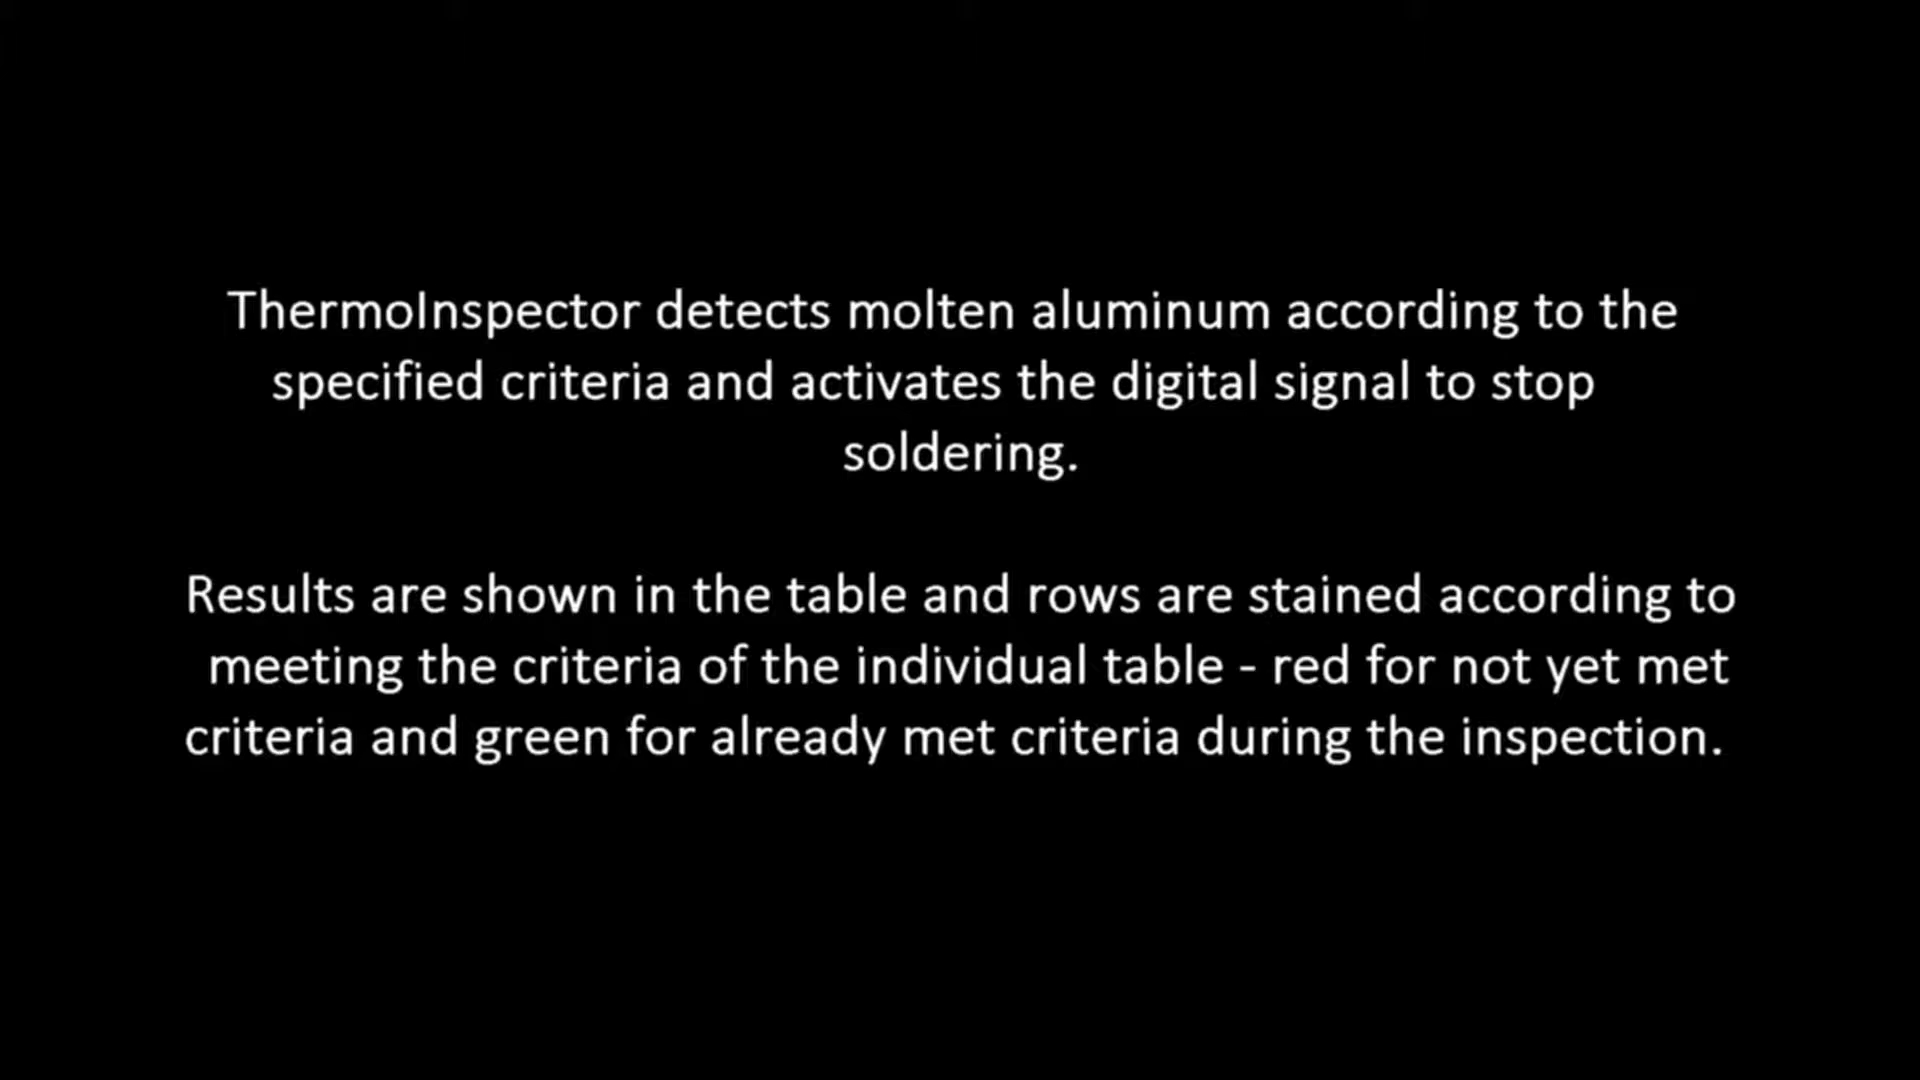 ThermoInspector detects molten aluminum according to the
specified criteria and activates the digital signal to stop
soldering.
Results are shown in the table and rows are stained according to
meeting the criteria of the individual table - red for not yet met
criteria and green for already met criteria during the inspection.